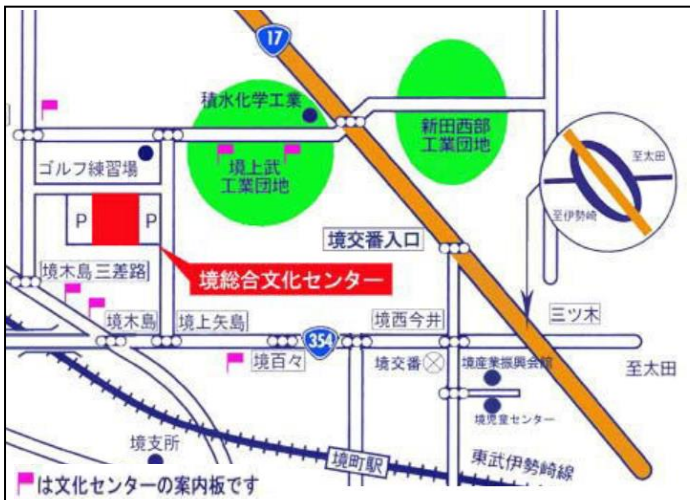 17
積水化学工業
新田西部
工業団地
ゴルフ練習場
境上武
工業団地
至太田
至伊勢崎
P
P
境交番入口
境総合文化センター
境木島三差路
三ツ木
境木島
境上矢島
境西今井
354
境百々
境交番
境産業振興会館
至太田
境児童センター
境支所
境町駅
東武伊勢崎線
は文化センターの案内板です